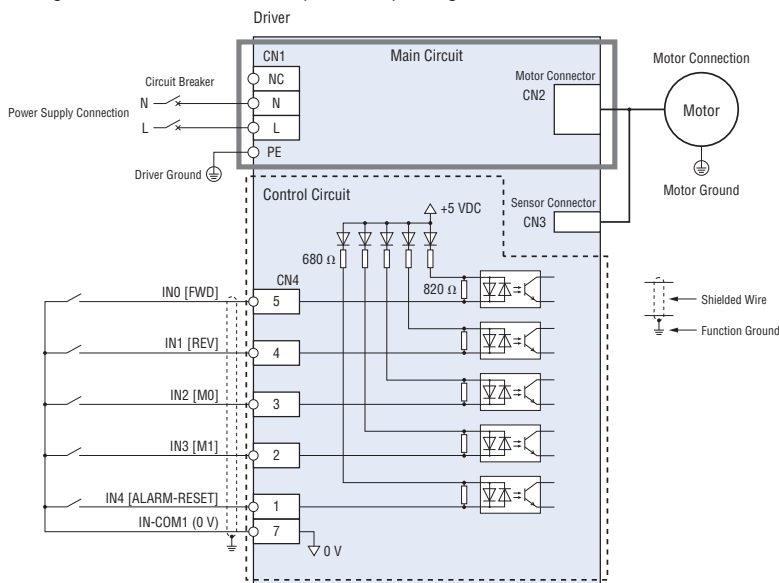 Driver
CN1
Main Circuit
Motor Connection
NC
Motor Connector
Circuit Breaker
CN2
N
N
Motor
Power Supply Connection
L
L
PE
Driver Ground
Motor Ground
Control Circuit
+5 VDC
Sensor Connector
CN3
680 Ω
CN4
820 Ω
IN0 [FWD]
5
Shielded Wire
Function Ground
IN1 [REV]
4
IN2 [M0]
3
IN3 [M1]
2
IN4 [ALARM-RESET]
1
IN-COM1 (0 V)
7
0 V